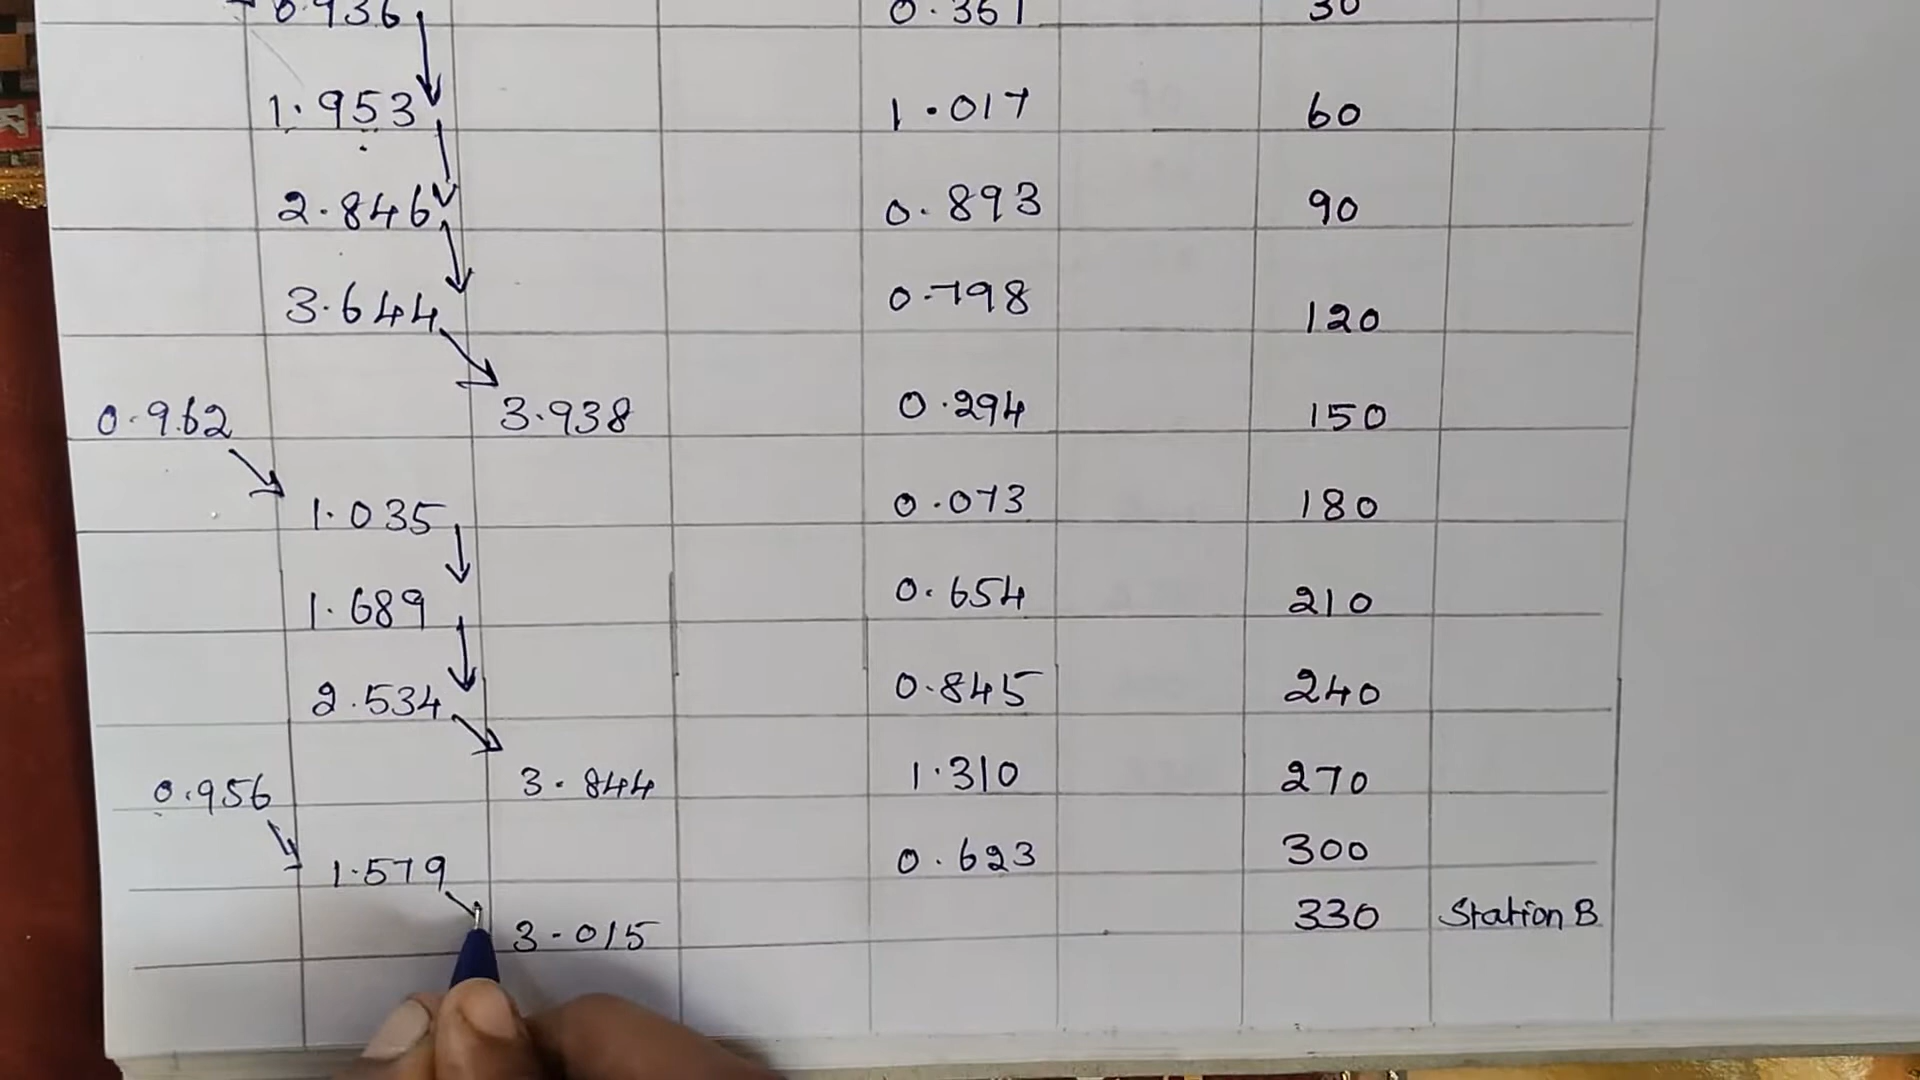 0.936 0.361 30
1.953 1.017 60
2.846 0.893 90
3.644 0.798 120
0.962 3.938 0.294 150
1.035 0.073 180
1.689 0.654 210
2.534 0.845 240
0.956 3.844 1.310 270
1.579 0.623 300
3.015 330 Station B